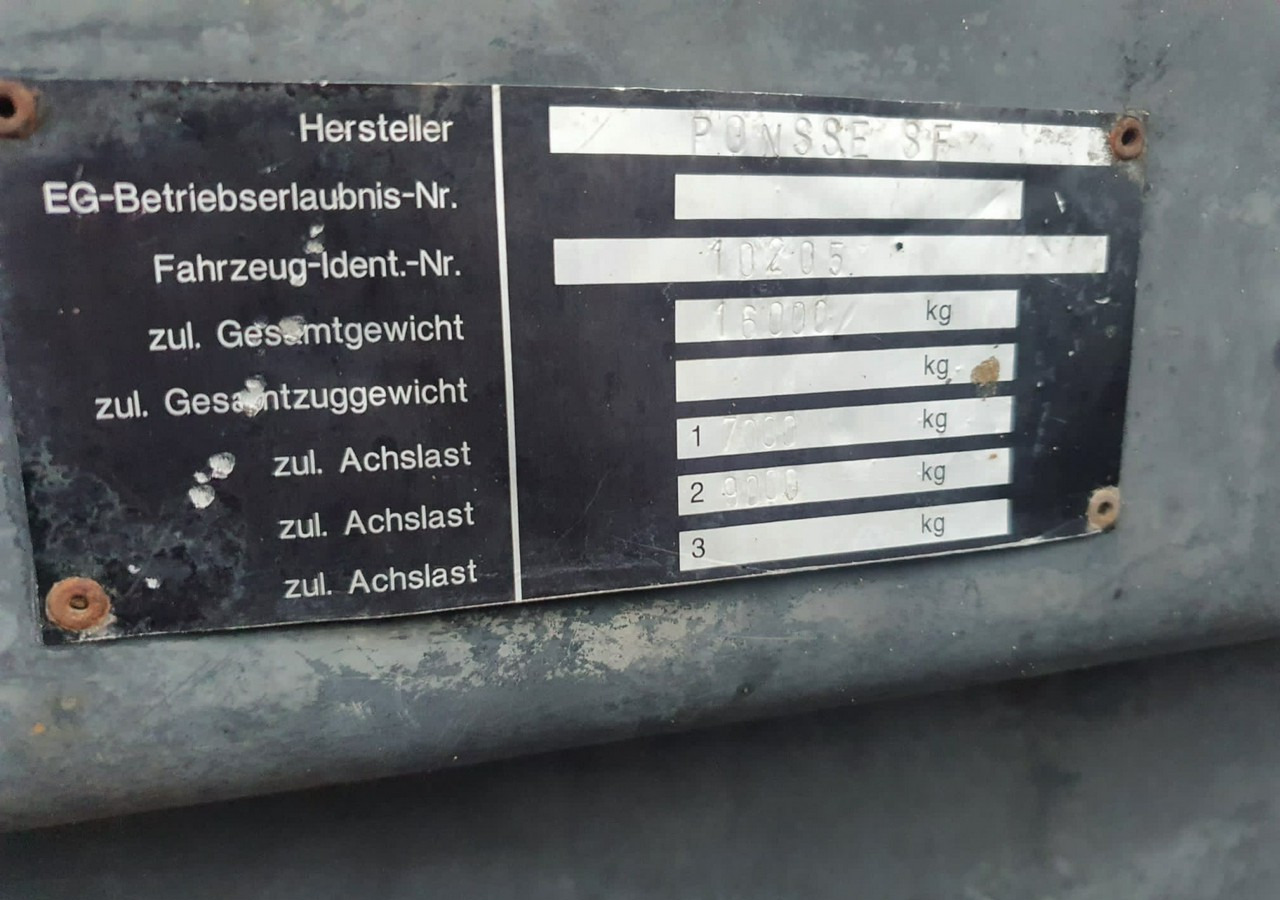 Hersteller PONSSE SF
EG-Betriebserlaubnis-Nr.
Fahrzeug-Ident.-Nr. 10205
zul. Gesamtgewicht 16000 kg
zul. Gesamtzuggewicht kg
zul. Achslast 1 7000 kg
zul. Achslast 2 9000 kg
zul. Achslast 3 kg